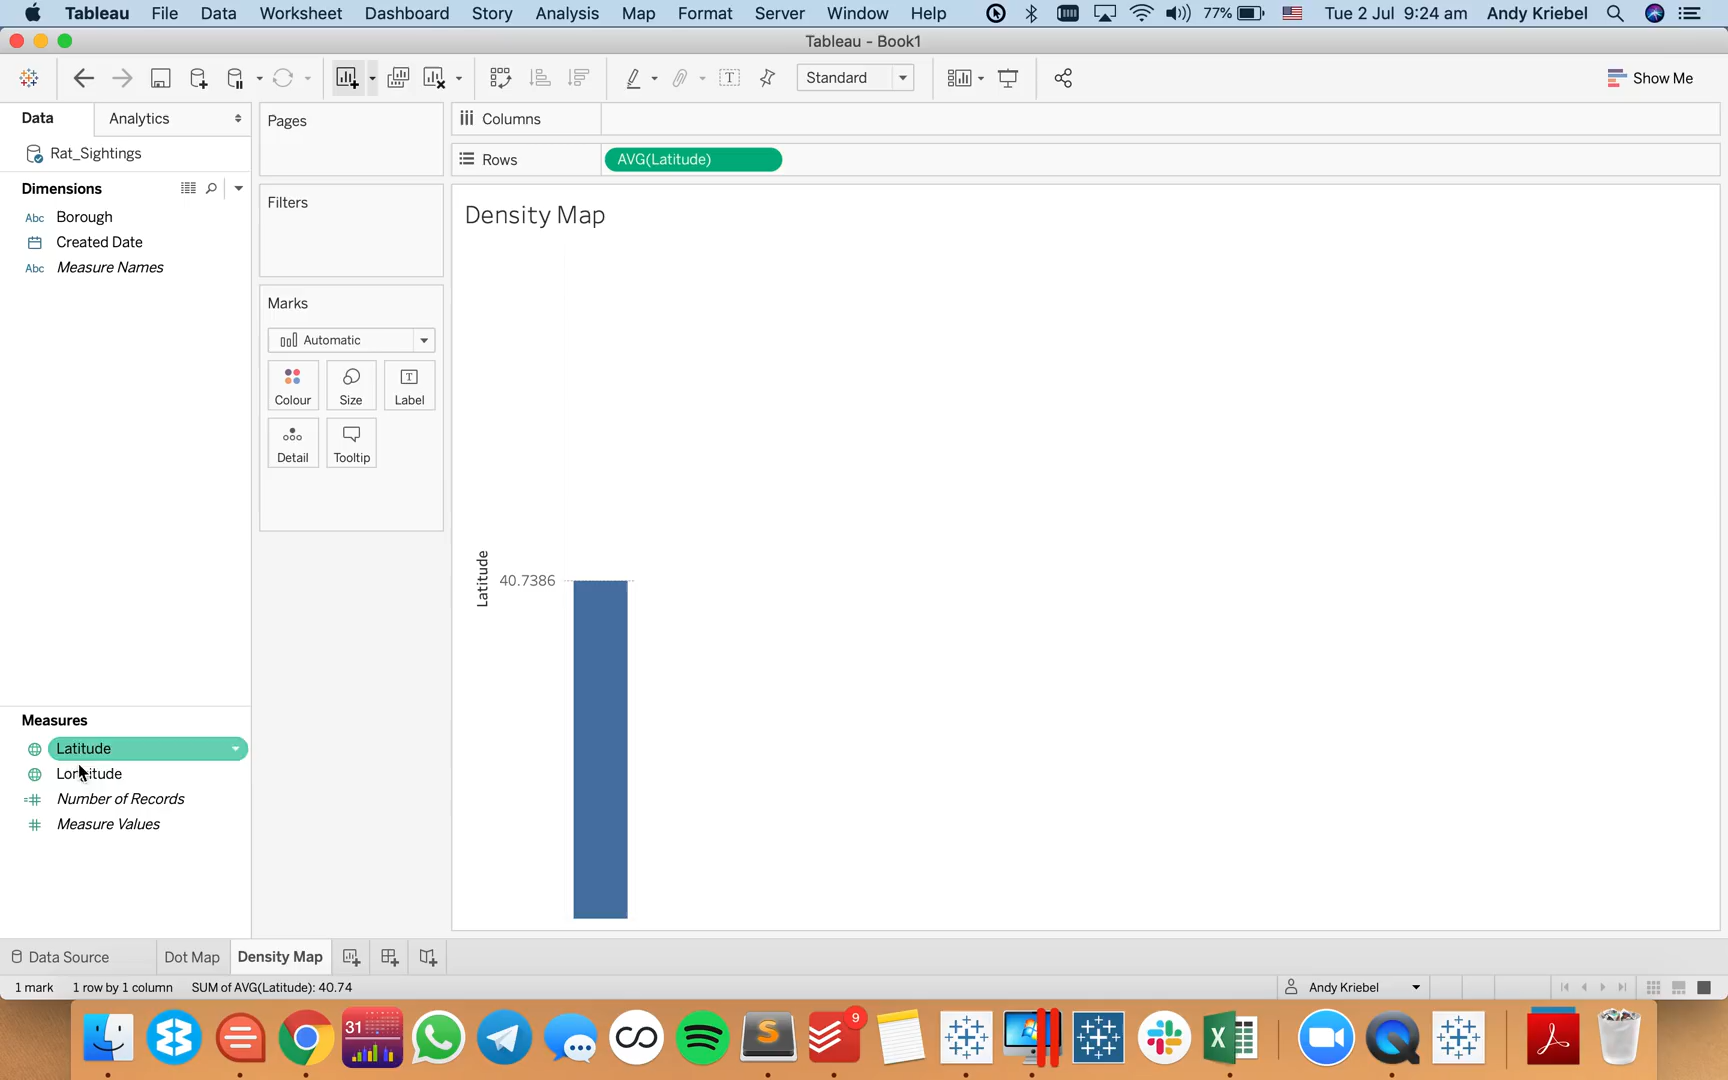 Tableau File Data Worksheet Dashboard Story Analysis Map Format Server Window Help 77% Tue 2 Jul 9:24 am Andy Kriebel
Tableau - Book1
Standard Show Me
Data Analytics
Rat_Sightings
Dimensions
Abc Borough
Created Date
Abc Measure Names
Measures
Latitude
Longitude
Number of Records
Measure Values
Pages
Filters
Marks
Automatic
Colour Size Label
Detail Tooltip
Columns
Rows AVG(Latitude)
Density Map
Latitude
40.7386
Data Source Dot Map Density Map
1 mark 1 row by 1 column SUM of AVG(Latitude): 40.74 Andy Kriebel
31 9